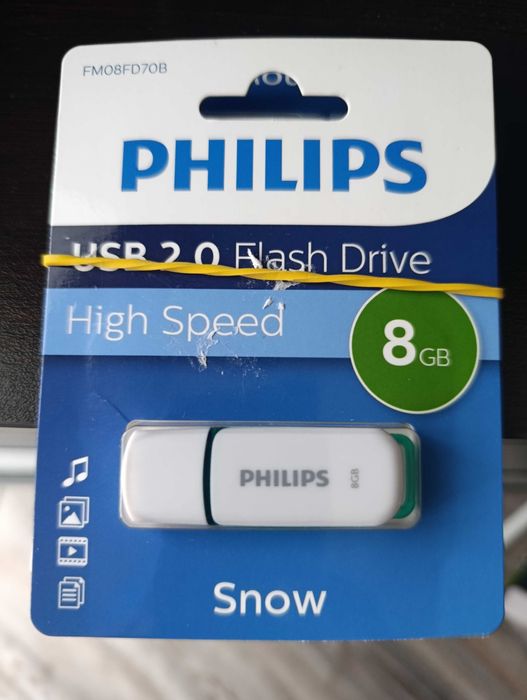 FM08FD70B
PHILIPS
USB 2.0 Flash Drive
High Speed
8GB
PHILIPS 8GB
Snow